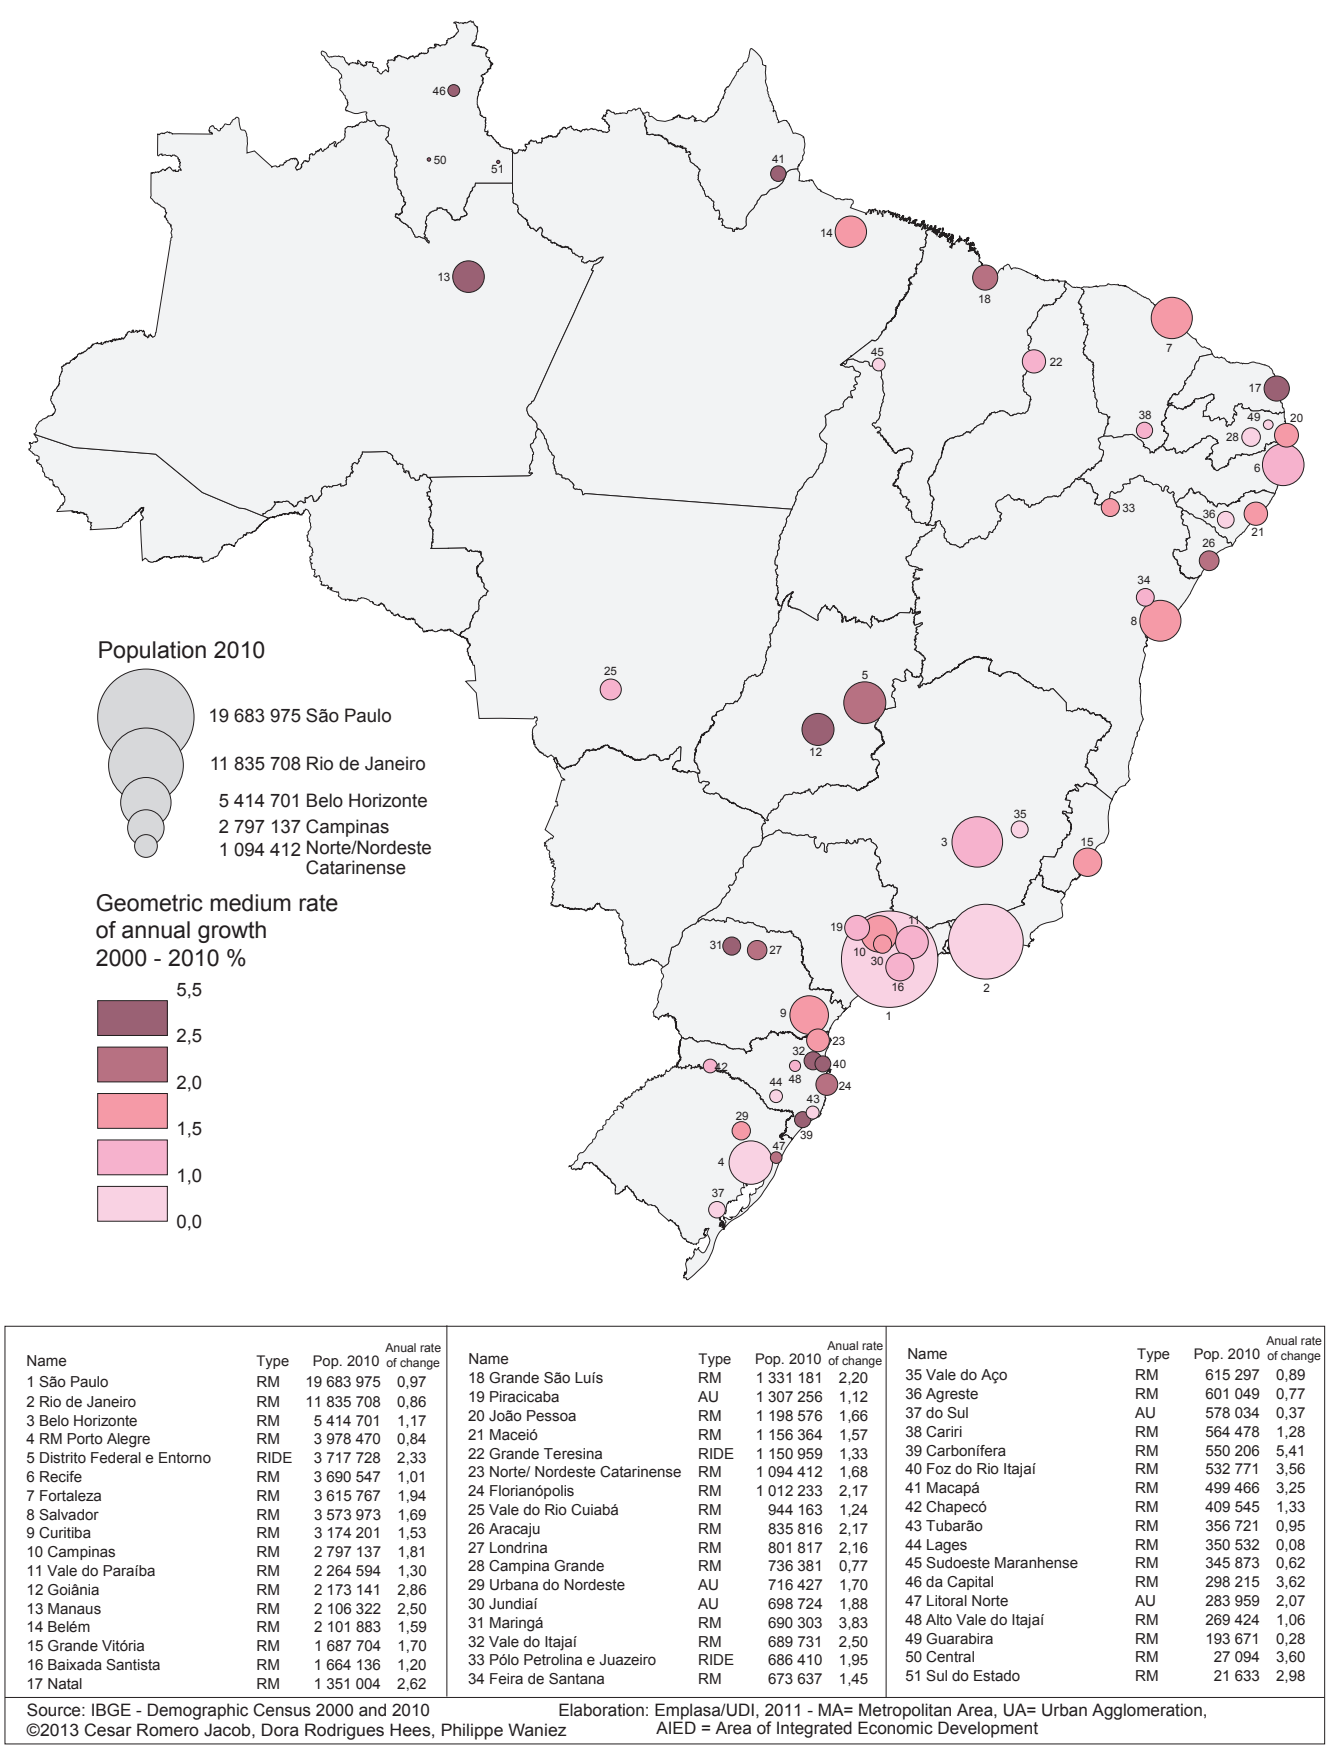 46
50
51
41
14
13
18
7
45
22
17
38
49
20
28
6
33
36
21
26
34
8
25
5
12
Population 2010
19 683 975 São Paulo
11 835 708 Rio de Janeiro
5 414 701 Belo Horizonte
2 797 137 Campinas
1 094 412 Norte/Nordeste
Catarinense
3
35
15
Geometric medium rate
of annual growth
2000 - 2010 %
5,5
2,5
2,0
1,5
1,0
0,0
19
11
10
30
16
1
2
31
27
9
23
32
40
42
48
24
44
43
39
29
47
4
37
Name Type Pop. 2010 Anual rate of change
1 São Paulo RM 19 683 975 0,97
2 Rio de Janeiro RM 11 835 708 0,86
3 Belo Horizonte RM 5 414 701 1,17
4 RM Porto Alegre RM 3 978 470 0,84
5 Distrito Federal e Entorno RIDE 3 717 728 2,33
6 Recife RM 3 690 547 1,01
7 Fortaleza RM 3 615 767 1,94
8 Salvador RM 3 573 973 1,69
9 Curitiba RM 3 174 201 1,53
10 Campinas RM 2 797 137 1,81
11 Vale do Paraíba RM 2 264 594 1,30
12 Goiânia RM 2 173 141 2,86
13 Manaus RM 2 106 322 2,50
14 Belém RM 2 101 883 1,59
15 Grande Vitória RM 1 687 704 1,70
16 Baixada Santista RM 1 664 136 1,20
17 Natal RM 1 351 004 2,62
Name Type Pop. 2010 Anual rate of change
18 Grande São Luís RM 1 331 181 2,20
19 Piracicaba AU 1 307 256 1,12
20 João Pessoa RM 1 198 576 1,66
21 Maceió RM 1 156 364 1,57
22 Grande Teresina RIDE 1 150 959 1,33
23 Norte/ Nordeste Catarinense RM 1 094 412 1,68
24 Florianópolis RM 1 012 233 2,17
25 Vale do Rio Cuiabá RM 944 163 1,24
26 Aracaju RM 835 816 2,17
27 Londrina RM 801 817 2,16
28 Campina Grande RM 736 381 0,77
29 Urbana do Nordeste AU 716 427 1,70
30 Jundiaí AU 698 724 1,88
31 Maringá RM 690 303 3,83
32 Vale do Itajaí RM 689 731 2,50
33 Pólo Petrolina e Juazeiro RIDE 686 410 1,95
34 Feira de Santana RM 673 637 1,45
Name Type Pop. 2010 Anual rate of change
35 Vale do Aço RM 615 297 0,89
36 Agreste RM 601 049 0,77
37 do Sul AU 578 034 0,37
38 Cariri RM 564 478 1,28
39 Carbonífera RM 550 206 5,41
40 Foz do Rio Itajaí RM 532 771 3,56
41 Macapá RM 499 466 3,25
42 Chapecó RM 409 545 1,33
43 Tubarão RM 356 721 0,95
44 Lages RM 350 532 0,08
45 Sudoeste Maranhense RM 345 873 0,62
46 da Capital RM 298 215 3,62
47 Litoral Norte AU 283 959 2,07
48 Alto Vale do Itajaí RM 269 424 1,06
49 Guarabira RM 193 671 0,28
50 Central RM 27 094 3,60
51 Sul do Estado RM 21 633 2,98
Source: IBGE - Demographic Census 2000 and 2010
©2013 Cesar Romero Jacob, Dora Rodrigues Hees, Philippe Waniez
Elaboration: Emplasa/UDI, 2011 - MA= Metropolitan Area, UA= Urban Agglomeration,
AIED = Area of Integrated Economic Development